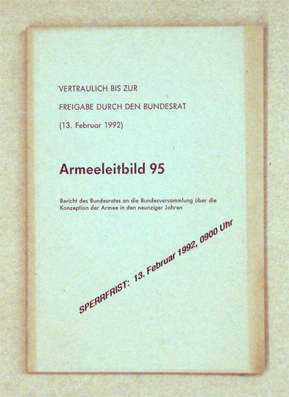 VERTRAULICH BIS ZUR
FREIGABE DURCH DEN BUNDESRAT
(13. Februar 1992)
Armeeleitbild 95
Bericht des Bundesrates an die Bundesversammlung über die
Konzeption der Armee in den neunziger Jahren
SPERRFRIST: 13. Februar 1992, 0900 Uhr